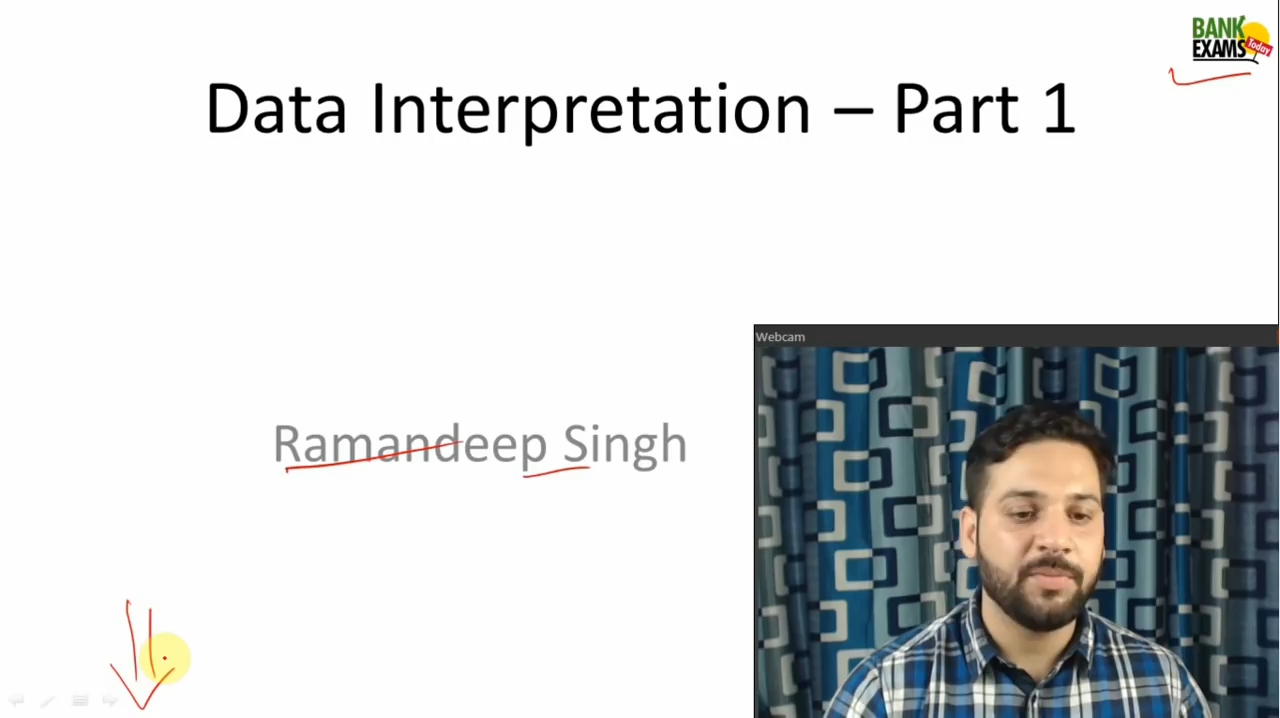 BANK
EXAMS Today
Data Interpretation – Part 1
Webcam
Ramandeep Singh